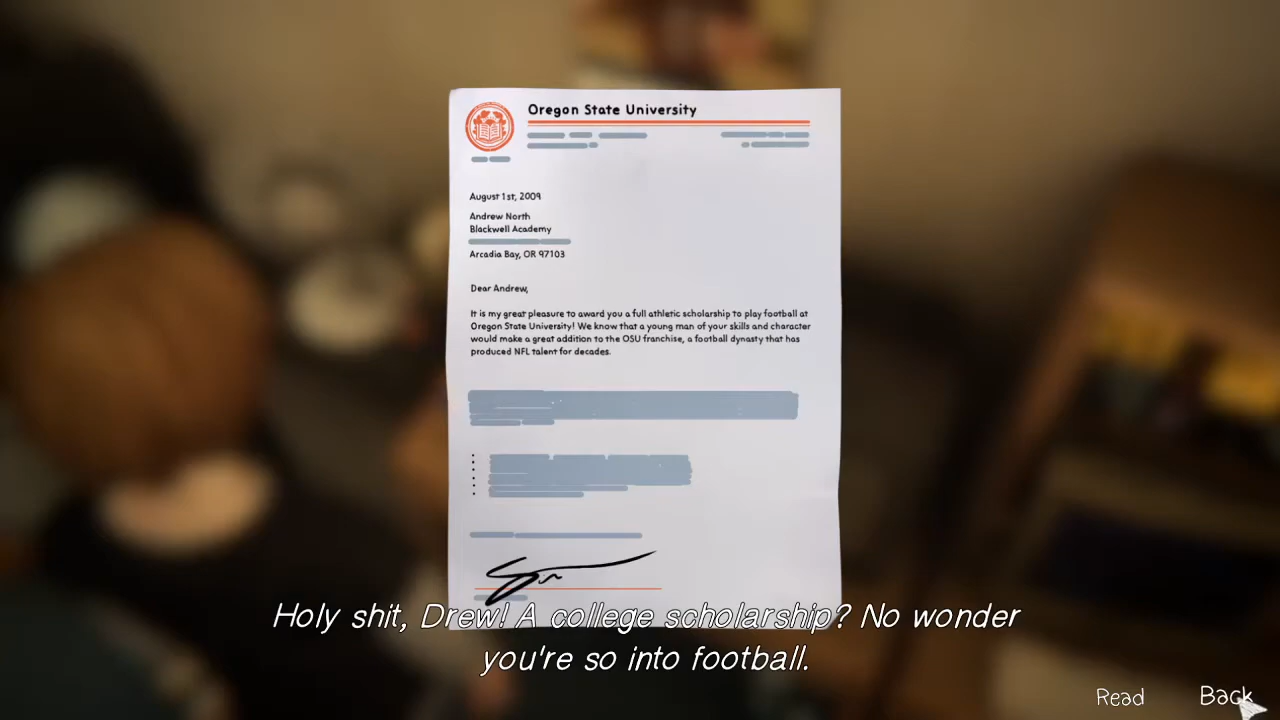 Oregon State University
August 1st, 2009
Andrew North
Blackwell Academy
Arcadia Bay, OR 97103
Dear Andrew,
It is my great pleasure to award you a full athletic scholarship to play football at
Oregon State University! We know that a young man of your skills and character
would make a great addition to the OSU franchise, a football dynasty that has
produced NFL talent for decades.
Holy shit, Drew! A college scholarship? No wonder
you're so into football.
Read
Back